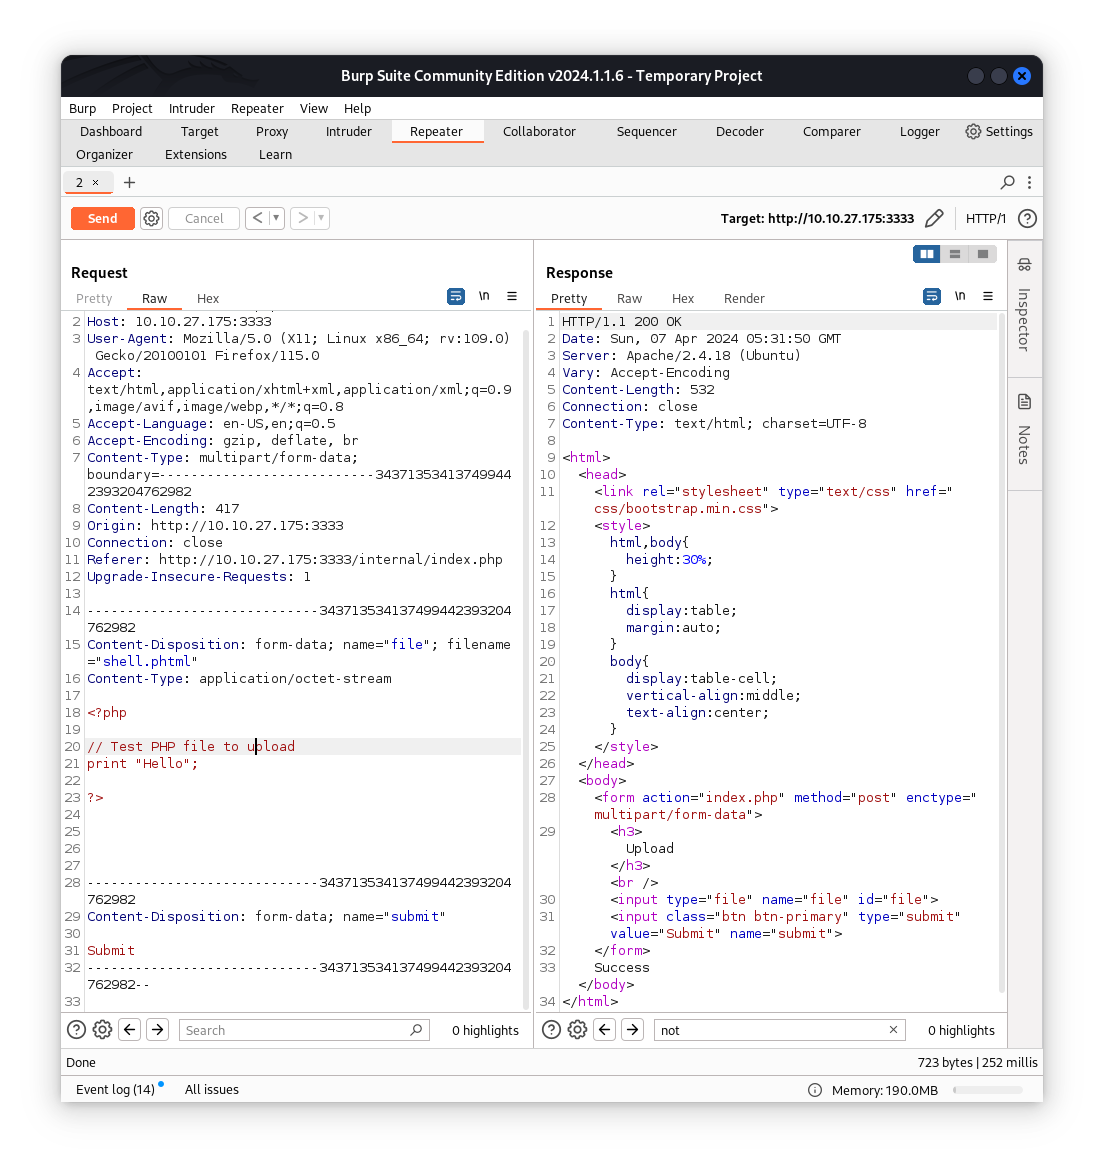 Burp Suite Community Edition v2024.1.1.6 - Temporary Project
Burp Project Intruder Repeater View Help
Dashboard Target Proxy Intruder Repeater Collaborator Sequencer Decoder Comparer Logger Settings
Organizer Extensions Learn
2 × +
Send Cancel < > Target: http://10.10.27.175:3333 HTTP/1 ?
Request
Pretty Raw Hex \n
2 Host: 10.10.27.175:3333
3 User-Agent: Mozilla/5.0 (X11; Linux x86_64; rv:109.0)
Gecko/20100101 Firefox/115.0
4 Accept:
text/html,application/xhtml+xml,application/xml;q=0.9
,image/avif,image/webp,*/*;q=0.8
5 Accept-Language: en-US,en;q=0.5
6 Accept-Encoding: gzip, deflate, br
7 Content-Type: multipart/form-data;
boundary=---------------------------34371353413749944
2393204762982
8 Content-Length: 417
9 Origin: http://10.10.27.175:3333
10 Connection: close
11 Referer: http://10.10.27.175:3333/internal/index.php
12 Upgrade-Insecure-Requests: 1
13
14 -----------------------------343713534137499442393204
762982
15 Content-Disposition: form-data; name="file"; filename
="shell.phtml"
16 Content-Type: application/octet-stream
17
18 <?php
19
20 // Test PHP file to upload
21 print "Hello";
22
23 ?>
24
25
26
27
28 -----------------------------343713534137499442393204
762982
29 Content-Disposition: form-data; name="submit"
30
31 Submit
32 -----------------------------343713534137499442393204
762982--
33
? Search 0 highlights
Response
Pretty Raw Hex Render \n
1 HTTP/1.1 200 OK
2 Date: Sun, 07 Apr 2024 05:31:50 GMT
3 Server: Apache/2.4.18 (Ubuntu)
4 Vary: Accept-Encoding
5 Content-Length: 532
6 Connection: close
7 Content-Type: text/html; charset=UTF-8
8
9 <html>
10 <head>
11 <link rel="stylesheet" type="text/css" href="
css/bootstrap.min.css">
12 <style>
13 html,body{
14 height:30%;
15 }
16 html{
17 display:table;
18 margin:auto;
19 }
20 body{
21 display:table-cell;
22 vertical-align:middle;
23 text-align:center;
24 }
25 </style>
26 </head>
27 <body>
28 <form action="index.php" method="post" enctype="
multipart/form-data">
29 <h3>
Upload
</h3>
<br />
30 <input type="file" name="file" id="file">
31 <input class="btn btn-primary" type="submit"
value="Submit" name="submit">
32 </form>
33 Success
</body>
34 </html>
? not × 0 highlights
Inspector
Notes
Done 723 bytes | 252 millis
Event log (14) All issues Memory: 190.0MB